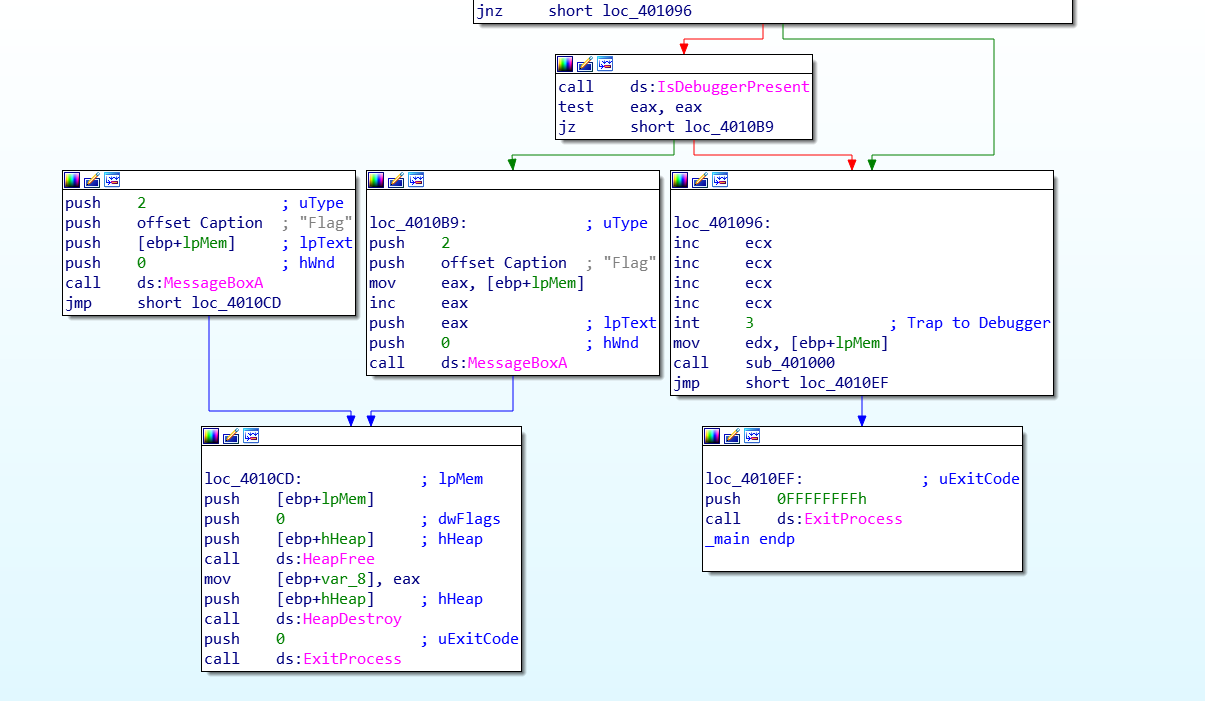 jnz short loc_401096
call ds:IsDebuggerPresent
test eax, eax
jz short loc_4010B9
push 2 ; uType
push offset Caption ; "Flag"
push [ebp+lpMem] ; lpText
push 0 ; hWnd
call ds:MessageBoxA
jmp short loc_4010CD
loc_4010B9: ; uType
push 2
push offset Caption ; "Flag"
mov eax, [ebp+lpMem]
inc eax
push eax ; lpText
push 0 ; hWnd
call ds:MessageBoxA
loc_401096:
inc ecx
inc ecx
inc ecx
inc ecx
int 3 ; Trap to Debugger
mov edx, [ebp+lpMem]
call sub_401000
jmp short loc_4010EF
loc_4010CD: ; lpMem
push [ebp+lpMem]
push 0 ; dwFlags
push [ebp+hHeap] ; hHeap
call ds:HeapFree
mov [ebp+var_8], eax
push [ebp+hHeap] ; hHeap
call ds:HeapDestroy
push 0 ; uExitCode
call ds:ExitProcess
loc_4010EF: ; uExitCode
push 0FFFFFFFFh
call ds:ExitProcess
_main endp